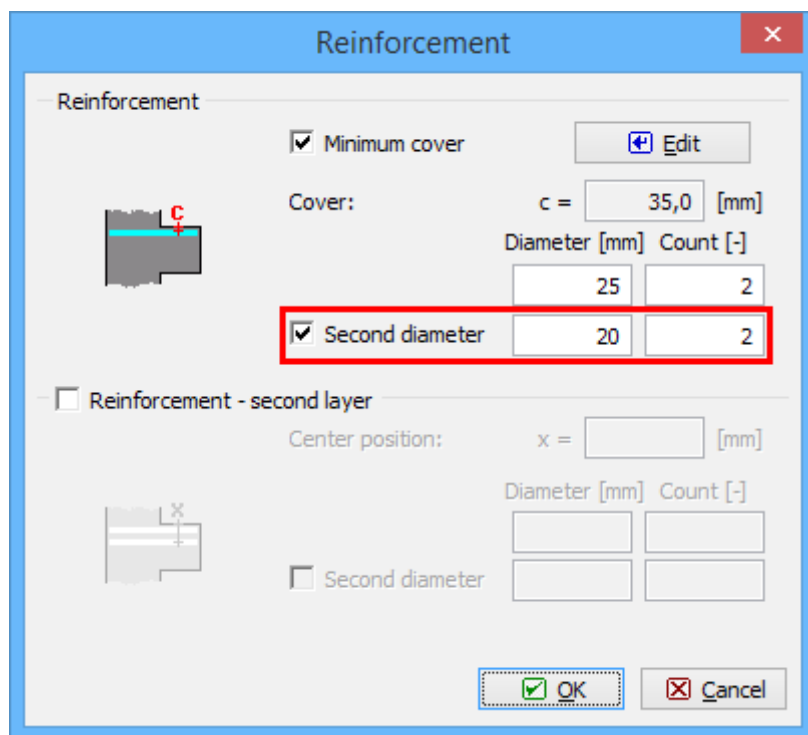 Reinforcement
Reinforcement
Minimum cover Edit
C
Cover: c = 35,0 [mm]
Diameter [mm] Count [-]
25 2
Second diameter 20 2
Reinforcement - second layer
Center position: x = [mm]
X
Diameter [mm] Count [-]
Second diameter
OK Cancel